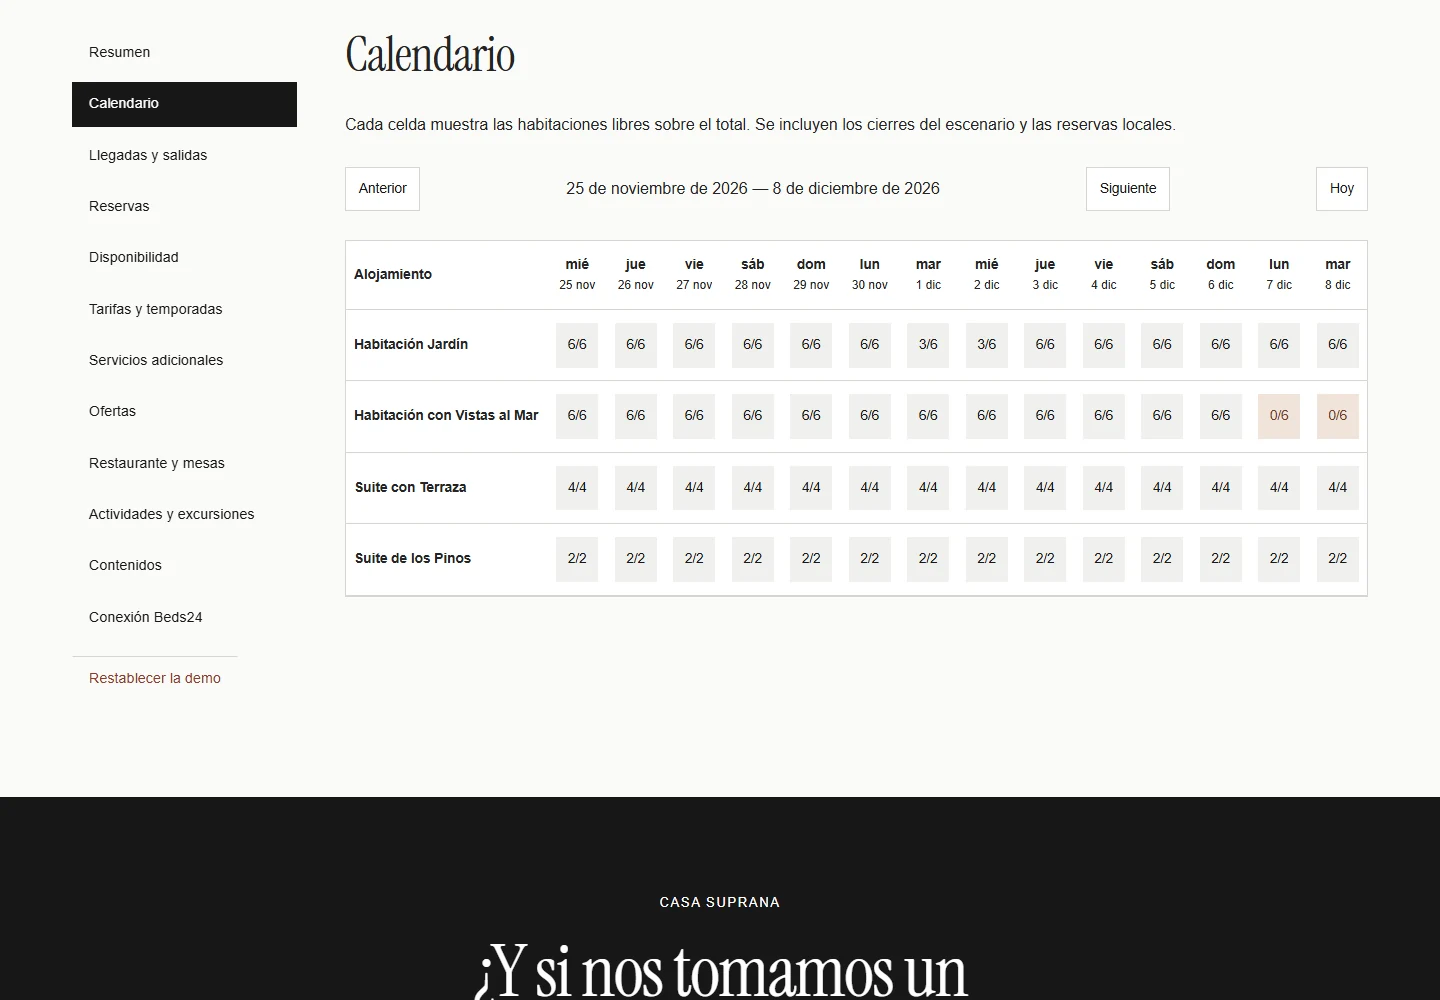 Resumen
Calendario
Llegadas y salidas
Reservas
Disponibilidad
Tarifas y temporadas
Servicios adicionales
Ofertas
Restaurante y mesas
Actividades y excursiones
Contenidos
Conexión Beds24
Restablecer la demo
Calendario
Cada celda muestra las habitaciones libres sobre el total. Se incluyen los cierres del escenario y las reservas locales.
Anterior 25 de noviembre de 2026 — 8 de diciembre de 2026 Siguiente Hoy
Alojamiento mié jue vie sáb dom lun mar mié jue vie sáb dom lun mar
25 nov 26 nov 27 nov 28 nov 29 nov 30 nov 1 dic 2 dic 3 dic 4 dic 5 dic 6 dic 7 dic 8 dic
Habitación Jardín 6/6 6/6 6/6 6/6 6/6 6/6 3/6 3/6 6/6 6/6 6/6 6/6 6/6 6/6
Habitación con Vistas al Mar 6/6 6/6 6/6 6/6 6/6 6/6 6/6 6/6 6/6 6/6 6/6 6/6 0/6 0/6
Suite con Terraza 4/4 4/4 4/4 4/4 4/4 4/4 4/4 4/4 4/4 4/4 4/4 4/4 4/4 4/4
Suite de los Pinos 2/2 2/2 2/2 2/2 2/2 2/2 2/2 2/2 2/2 2/2 2/2 2/2 2/2 2/2
CASA SUPRANA
¿Y si nos tomamos un